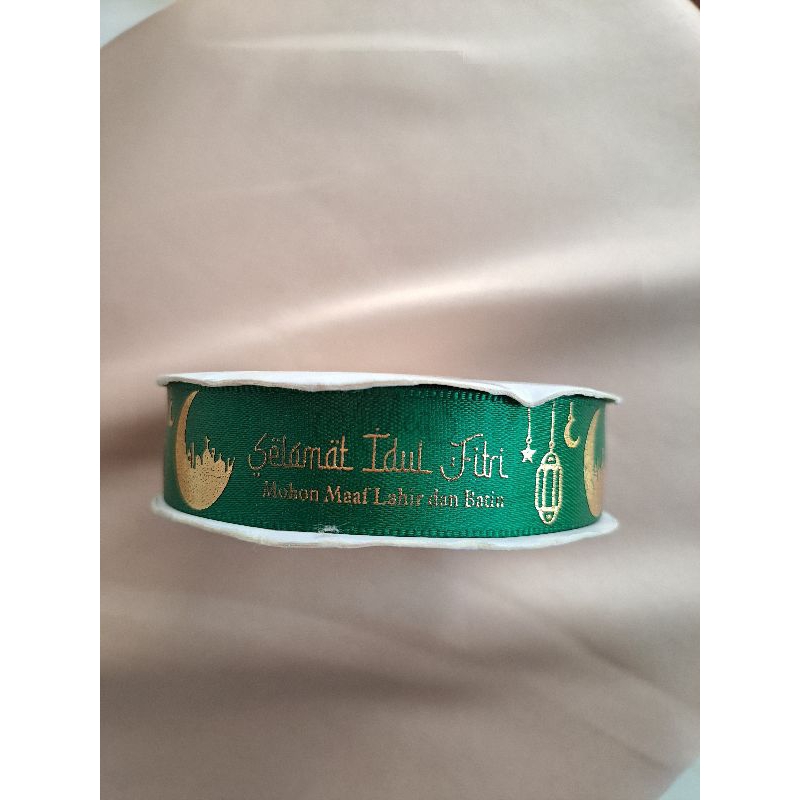 Selamat Idul Fitri
Mohon Maaf Lahir dan Batin